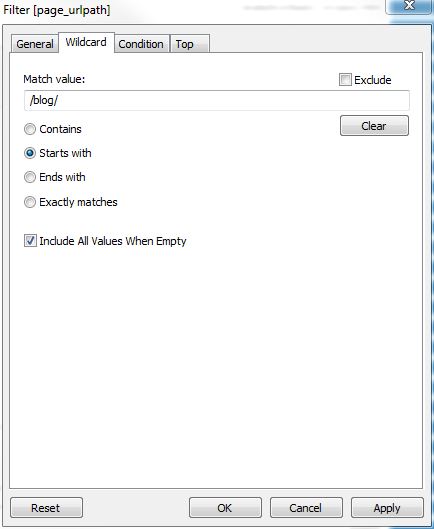 Filter [page_urlpath]
General Wildcard Condition Top
Match value: Exclude
/blog/
Contains Clear
Starts with
Ends with
Exactly matches
Include All Values When Empty
Reset OK Cancel Apply